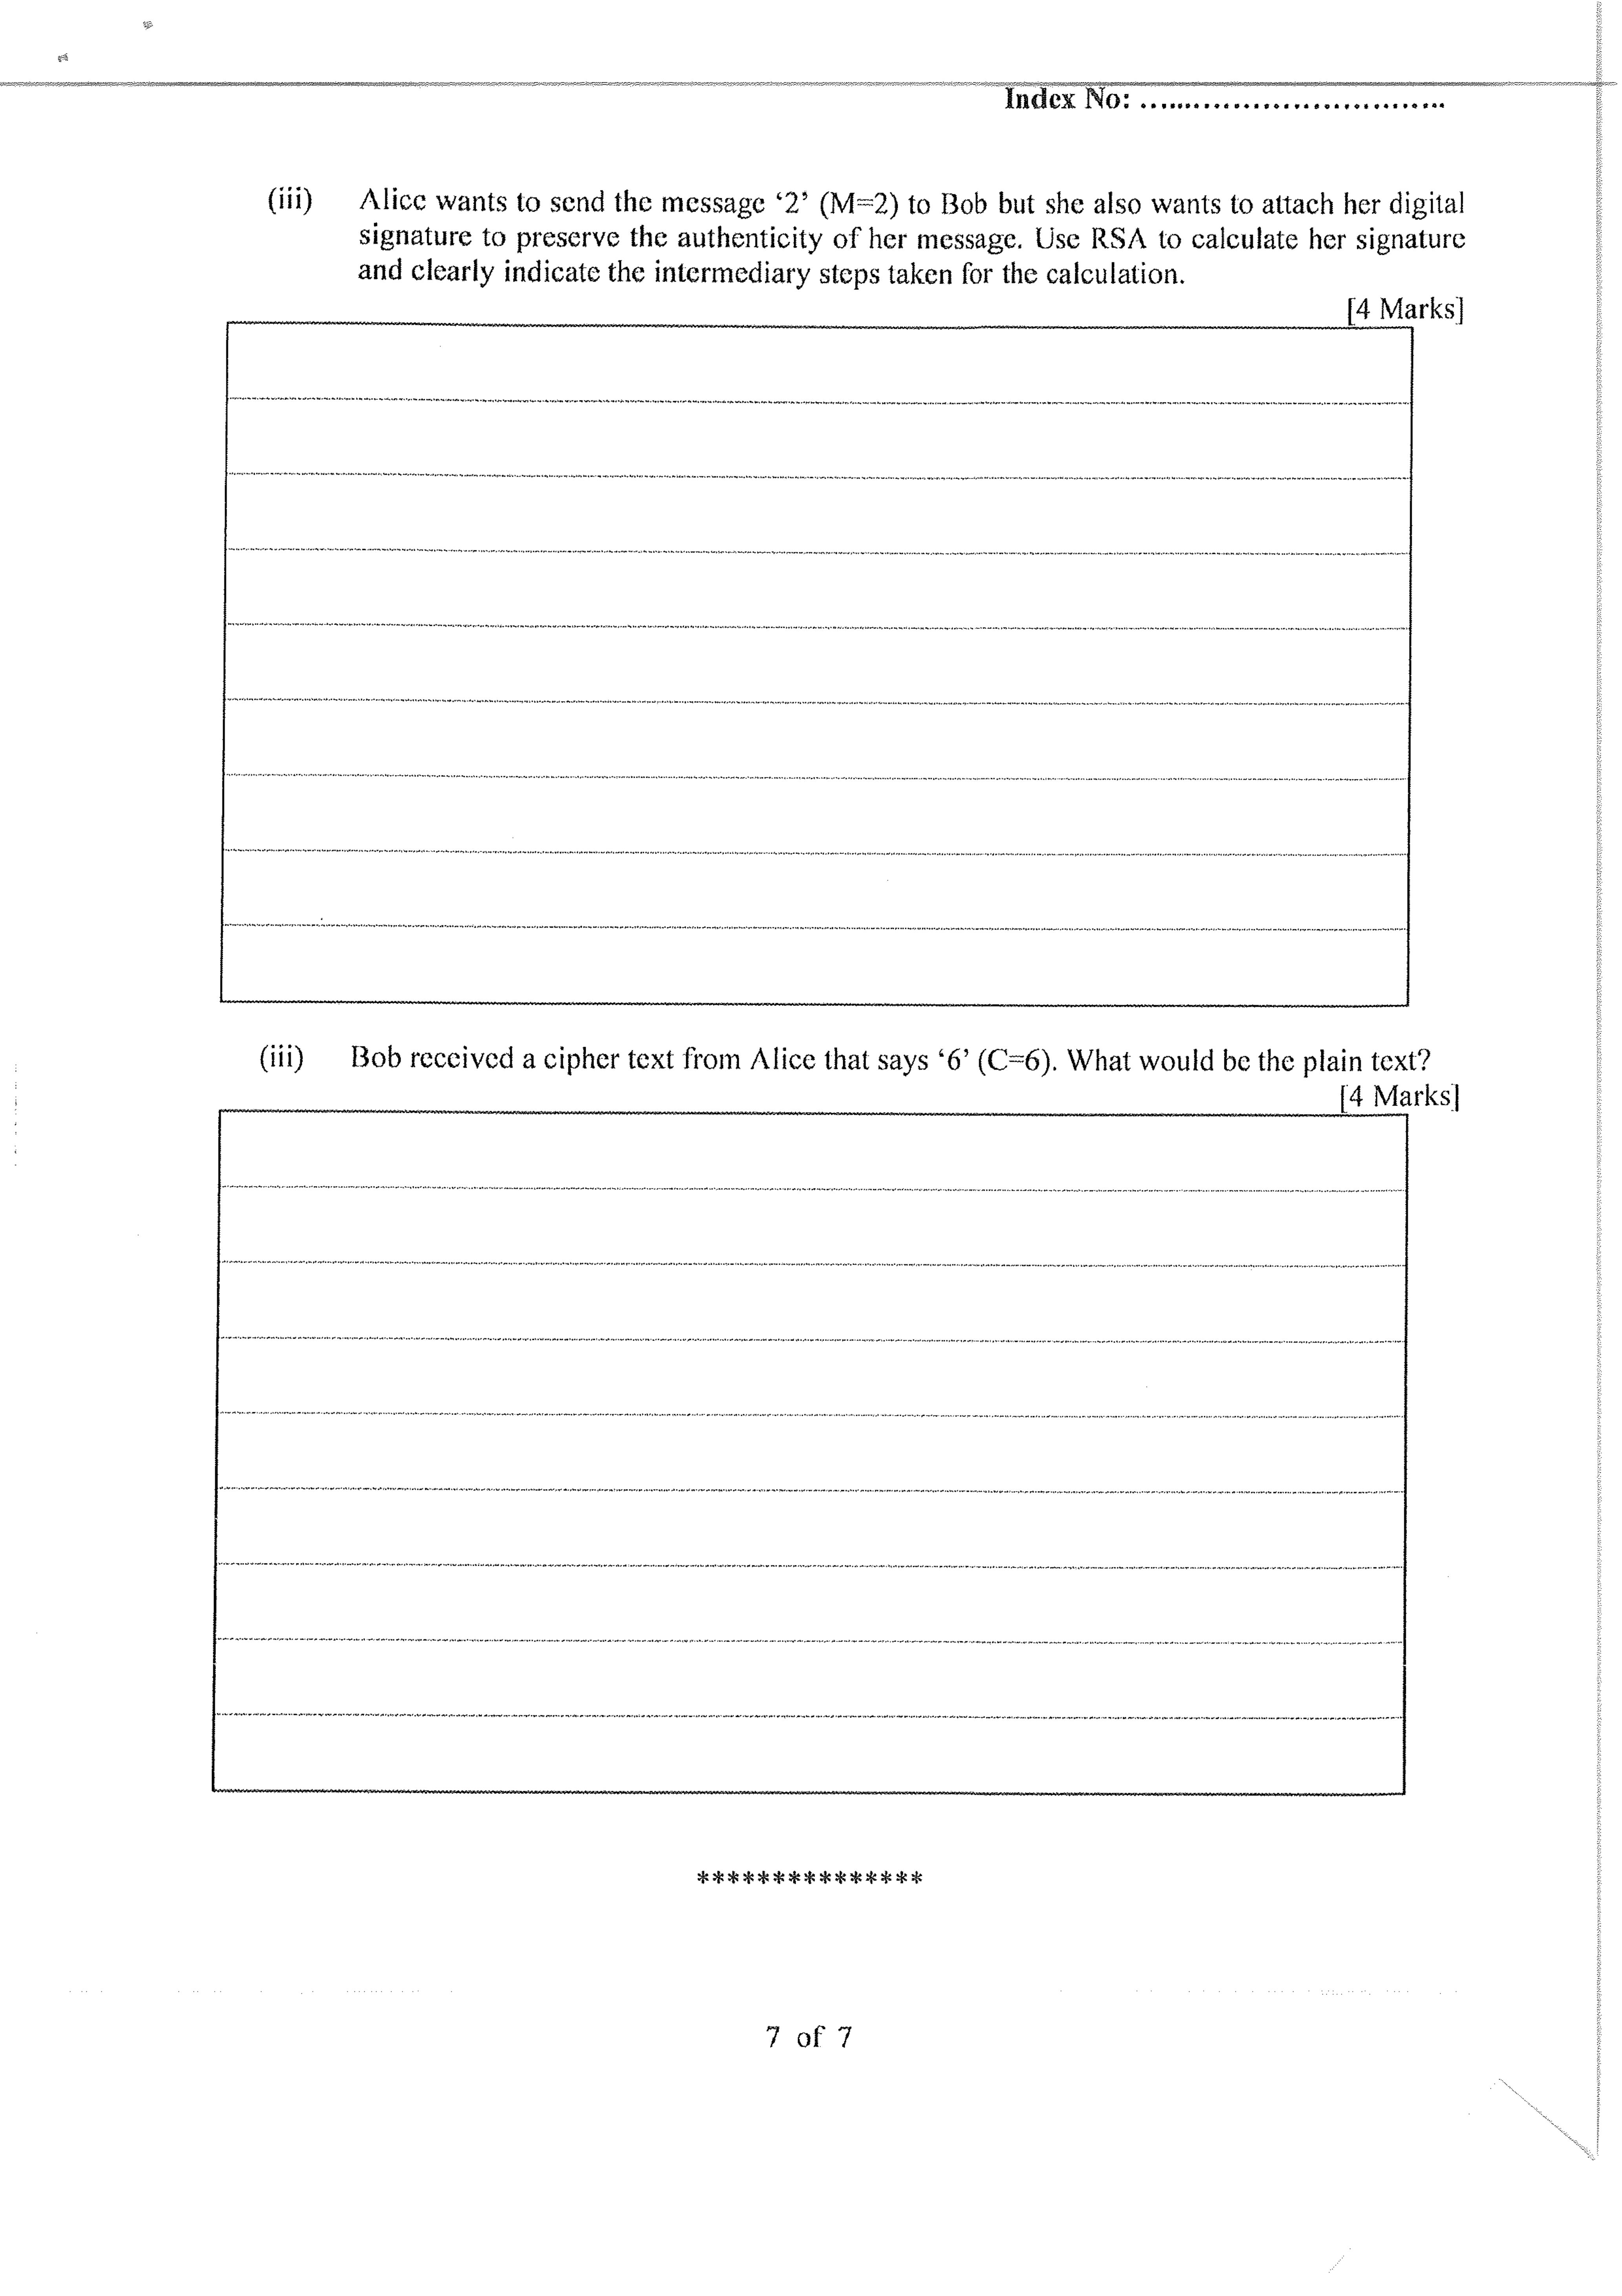 Index No: ....................................
(iii) Alice wants to send the message ‘2’ (M=2) to Bob but she also wants to attach her digital
signature to preserve the authenticity of her message. Use RSA to calculate her signature
and clearly indicate the intermediary steps taken for the calculation.
[4 Marks]
(iii) Bob received a cipher text from Alice that says ‘6’ (C=6). What would be the plain text?
[4 Marks]
***************
7 of 7